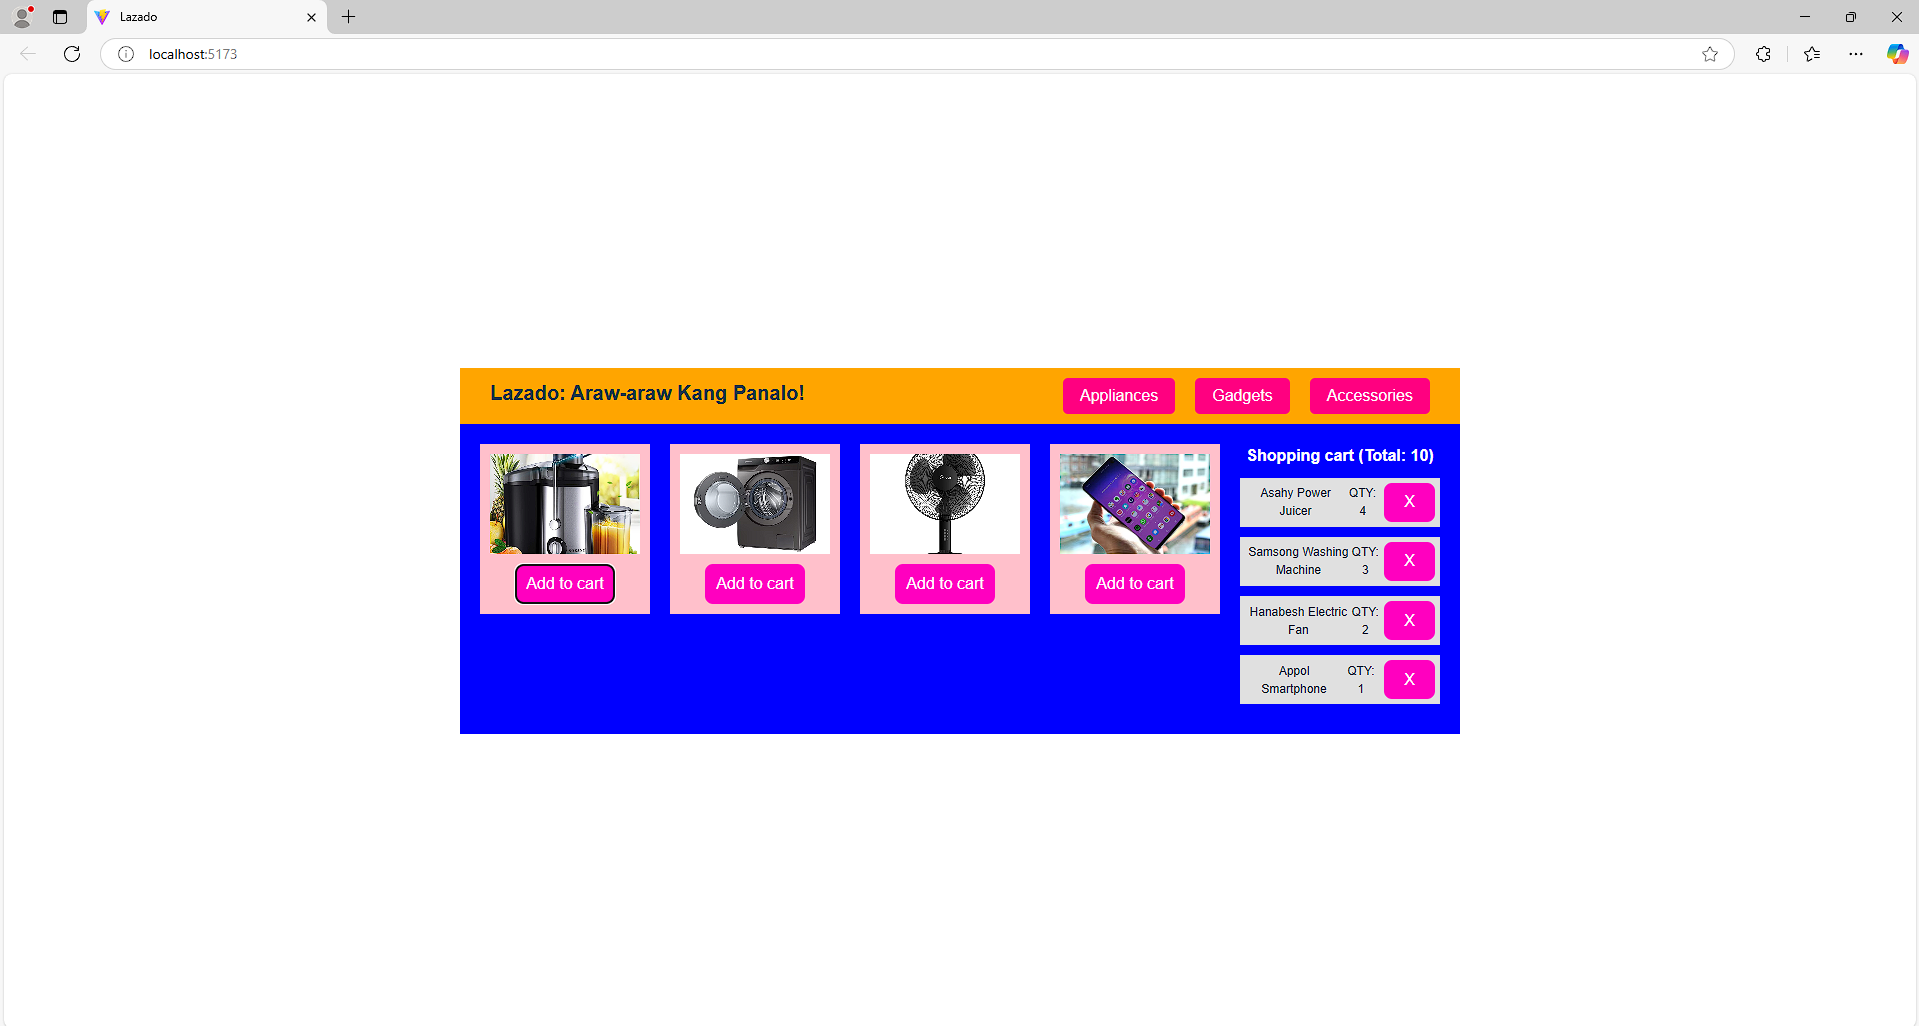 Lazado
localhost:5173
Lazado: Araw-araw Kang Panalo!
Appliances
Gadgets
Accessories
Add to cart
Add to cart
Add to cart
Add to cart
Shopping cart (Total: 10)
Asahy Power
Juicer
QTY:
4
X
Samsong Washing
Machine
QTY:
3
X
Hanabesh Electric
Fan
QTY:
2
X
Appol
Smartphone
QTY:
1
X